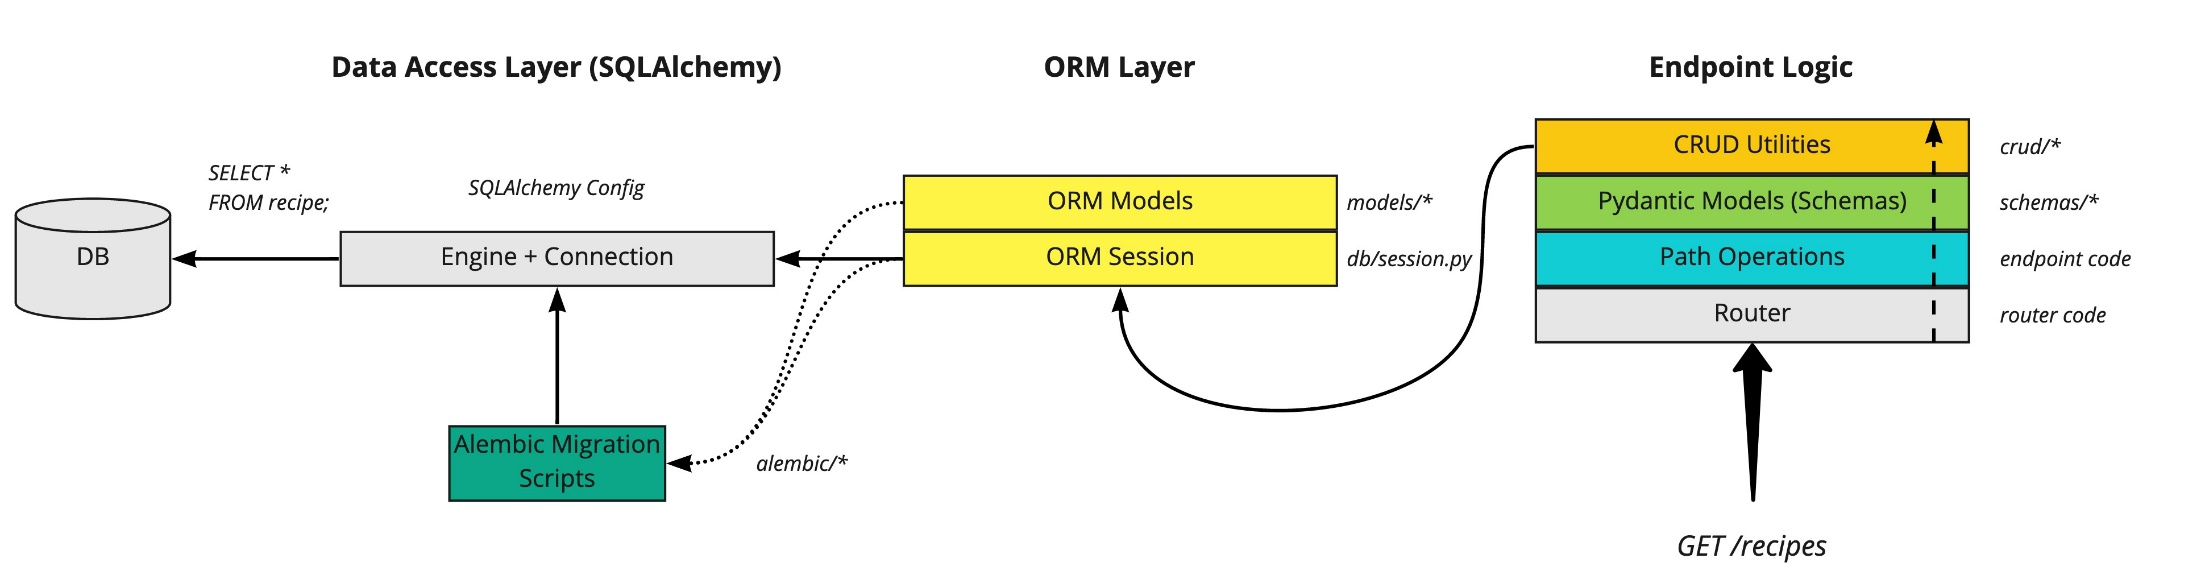 Data Access Layer (SQLAlchemy)
ORM Layer
Endpoint Logic
SELECT *
FROM recipe;
SQLAlchemy Config
DB
Engine + Connection
Alembic Migration
Scripts
alembic/*
ORM Models
models/*
ORM Session
db/session.py
CRUD Utilities
crud/*
Pydantic Models (Schemas)
schemas/*
Path Operations
endpoint code
Router
router code
GET /recipes